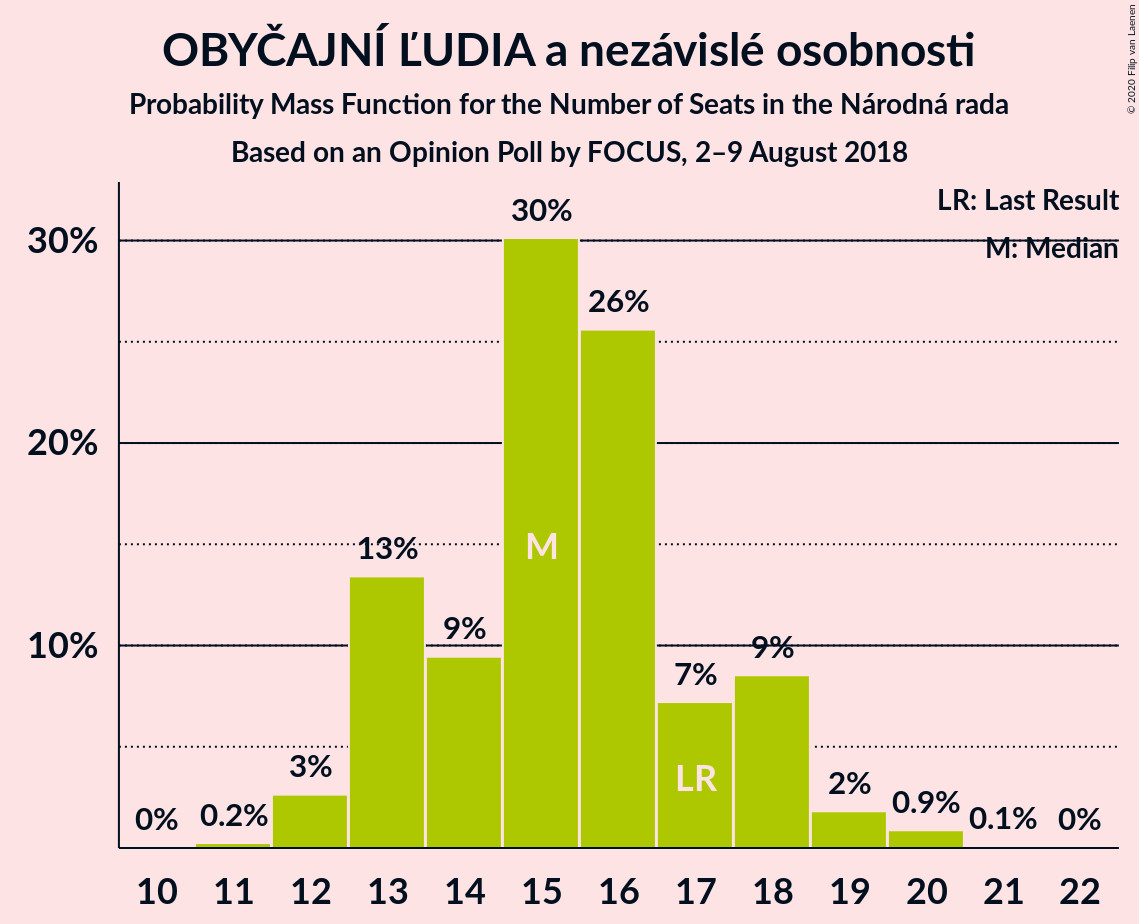 OBYČAJNÍ ĽUDIA a nezávislé osobnosti
Probability Mass Function for the Number of Seats in the Národná rada
Based on an Opinion Poll by FOCUS, 2–9 August 2018
© 2020 Filip van Laenen
LR: Last Result
M: Median
30%
20%
10%
0%
0.2%
3%
13%
9%
30%
26%
7%
9%
2%
0.9%
0.1%
0%
M
LR
10 11 12 13 14 15 16 17 18 19 20 21 22